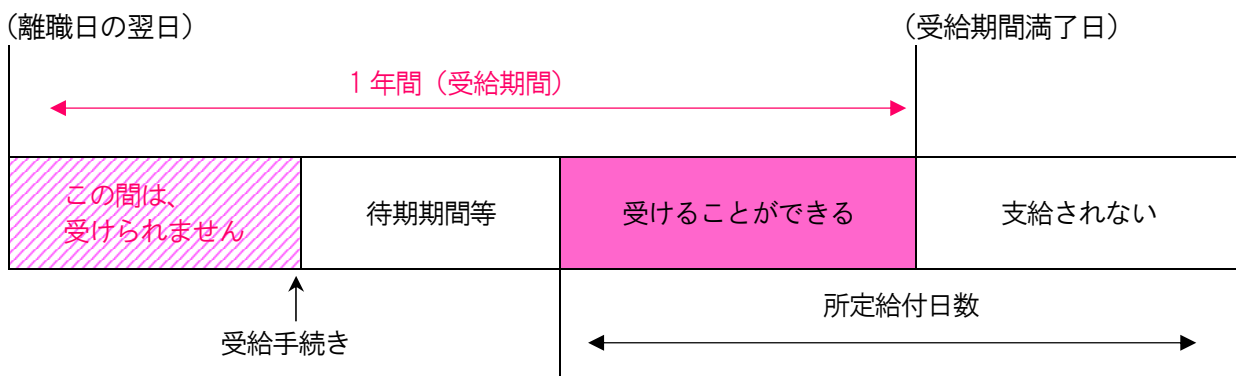 （離職日の翌日）
（受給期間満了日）
1 年間（受給期間）
この間は、
受けられません
待期期間等
受けることができる
支給されない
所定給付日数
受給手続き